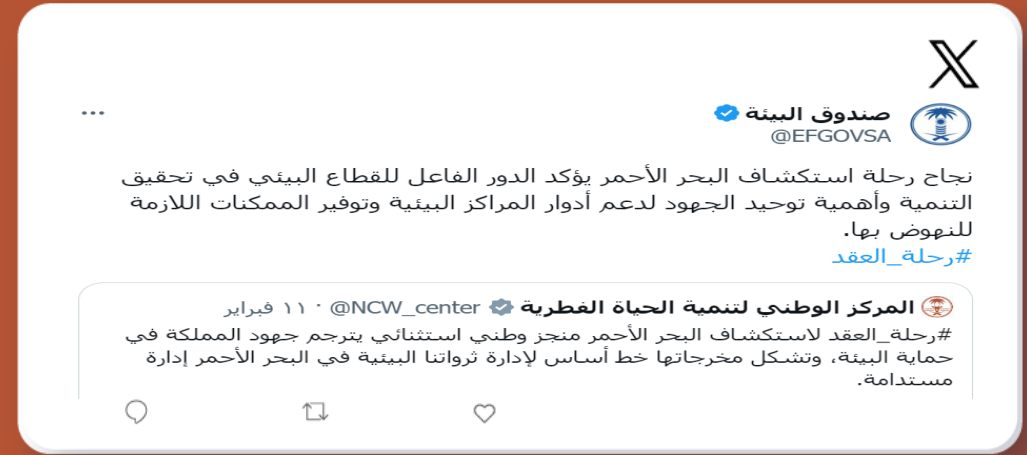 صندوق البيئة
@EFGOVSA
نجاح رحلة استكشاف البحر الأحمر يؤكد الدور الفاعل للقطاع البيئي في تحقيق
التنمية وأهمية توحيد الجهود لدعم أدوار المراكز البيئية وتوفير الممكنات اللازمة
للنهوض بها.
#رحلة_العقد
المركز الوطني لتنمية الحياة الفطرية @NCW_center · ١١ فبراير
#رحلة_العقد لاستكشاف البحر الأحمر منجز وطني استثنائي يترجم جهود المملكة في
حماية البيئة، وتشكل مخرجاتها خط أساس لإدارة ثرواتنا البيئية في البحر الأحمر إدارة
مستدامة.